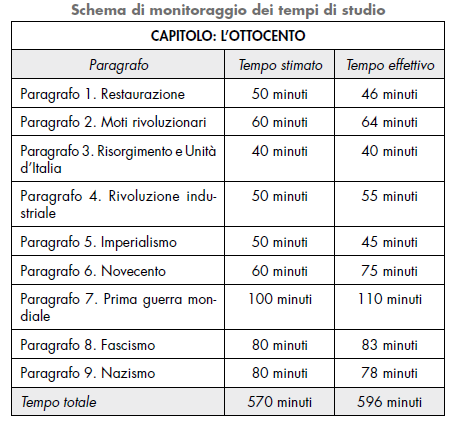 Schema di monitoraggio dei tempi di studio
CAPITOLO: L'OTTOCENTO
Paragrafo Tempo stimato Tempo effettivo
Paragrafo 1. Restaurazione 50 minuti 46 minuti
Paragrafo 2. Moti rivoluzionari 60 minuti 64 minuti
Paragrafo 3. Risorgimento e Unità
d'Italia 40 minuti 40 minuti
Paragrafo 4. Rivoluzione indu-
striale 50 minuti 55 minuti
Paragrafo 5. Imperialismo 50 minuti 45 minuti
Paragrafo 6. Novecento 60 minuti 75 minuti
Paragrafo 7. Prima guerra mon-
diale 100 minuti 110 minuti
Paragrafo 8. Fascismo 80 minuti 83 minuti
Paragrafo 9. Nazismo 80 minuti 78 minuti
Tempo totale 570 minuti 596 minuti